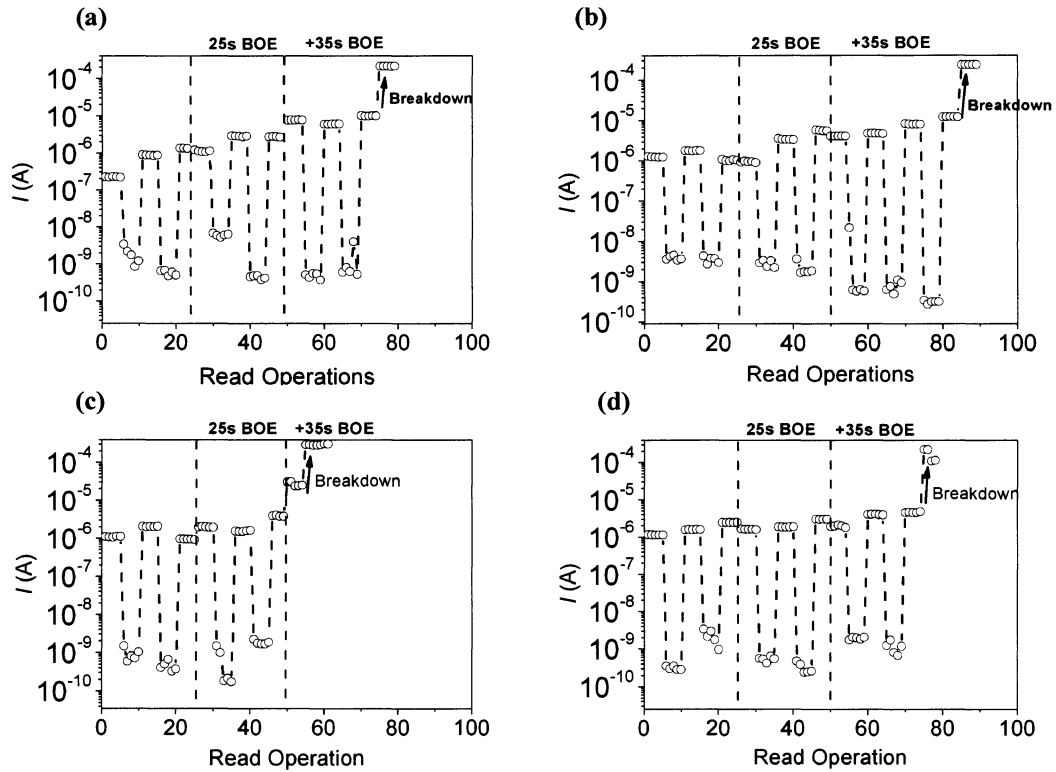 (a)
25s BOE +35s BOE
10⁻⁴
10⁻⁵
10⁻⁶
10⁻⁷
10⁻⁸
10⁻⁹
10⁻¹⁰
I (A)
Breakdown
0 20 40 60 80 100
Read Operations
(b)
25s BOE +35s BOE
10⁻⁴
10⁻⁵
10⁻⁶
10⁻⁷
10⁻⁸
10⁻⁹
10⁻¹⁰
I (A)
Breakdown
0 20 40 60 80 100
Read Operations
(c)
25s BOE +35s BOE
10⁻⁴
10⁻⁵
10⁻⁶
10⁻⁷
10⁻⁸
10⁻⁹
10⁻¹⁰
I (A)
Breakdown
0 20 40 60 80 100
Read Operation
(d)
25s BOE +35s BOE
10⁻⁴
10⁻⁵
10⁻⁶
10⁻⁷
10⁻⁸
10⁻⁹
10⁻¹⁰
I (A)
Breakdown
0 20 40 60 80 100
Read Operation